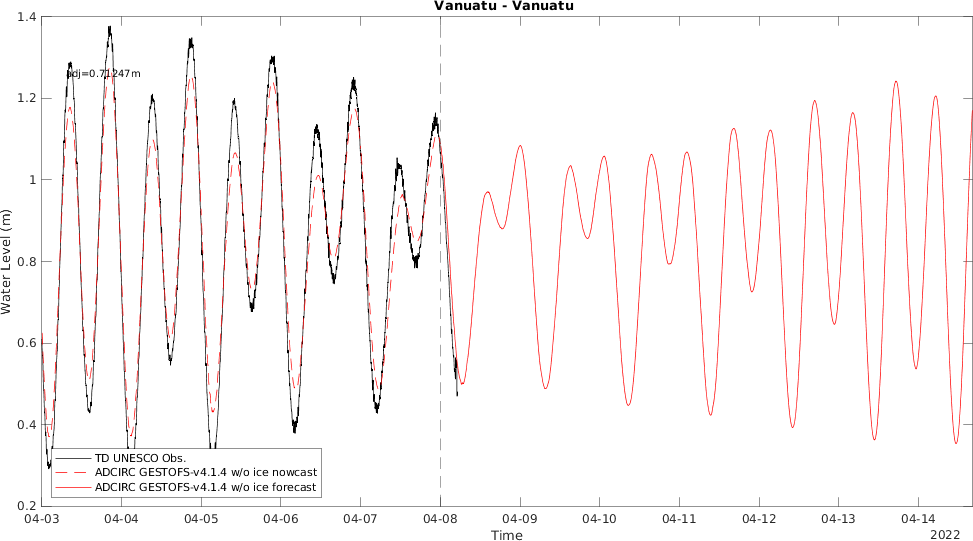 Vanuatu - Vanuatu
1.4
adj=0.71247m
1.2
1
0.8
0.6
0.4
0.2
Water Level (m)
TD UNESCO Obs.
ADCIRC GESTOFS-v4.1.4 w/o ice nowcast
ADCIRC GESTOFS-v4.1.4 w/o ice forecast
04-03 04-04 04-05 04-06 04-07 04-08 04-09 04-10 04-11 04-12 04-13 04-14
Time
2022